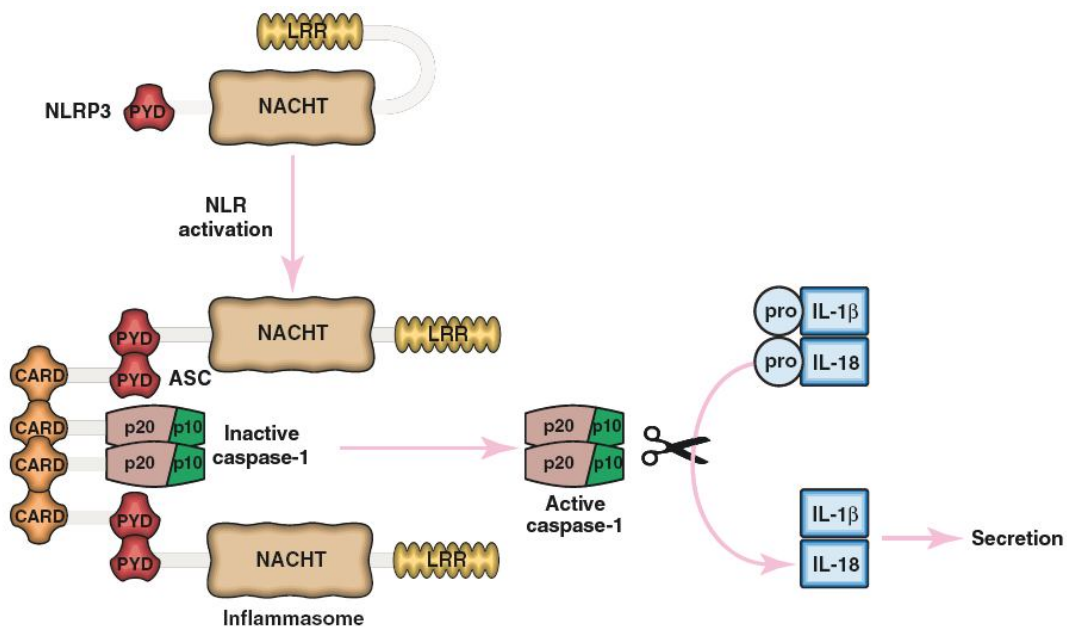 LRR
NLRP3 PYD NACHT
NLR
activation
PYD NACHT LRR
CARD PYD ASC
CARD p20 p10 Inactive
CARD p20 p10 caspase-1
CARD PYD
PYD NACHT LRR
Inflammasome
p20 p10
p20 p10
Active
caspase-1
pro IL-1β
pro IL-18
IL-1β
IL-18
Secretion